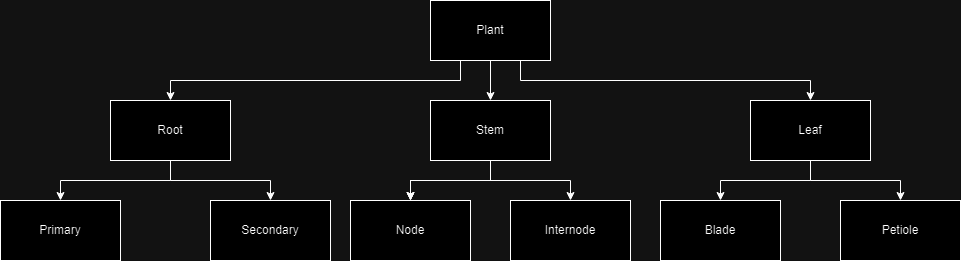 Plant
Root
Stem
Leaf
Primary
Secondary
Node
Internode
Blade
Petiole